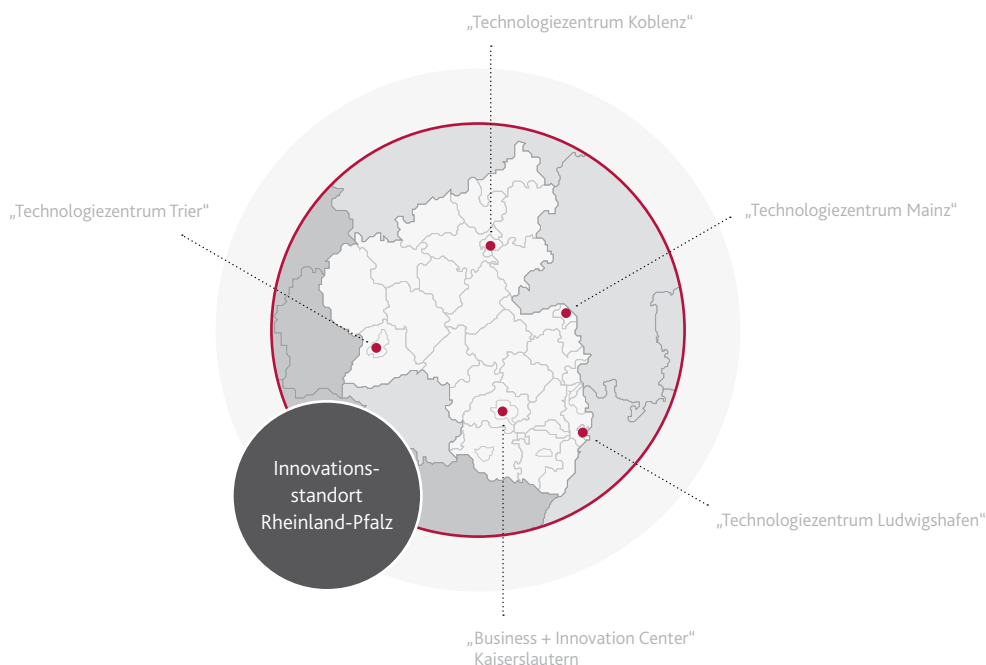 „Technologiezentrum Koblenz“
„Technologiezentrum Trier“
„Technologiezentrum Mainz“
Innovations-
standort
Rheinland-Pfalz
„Technologiezentrum Ludwigshafen“
„Business + Innovation Center“
Kaiserslautern